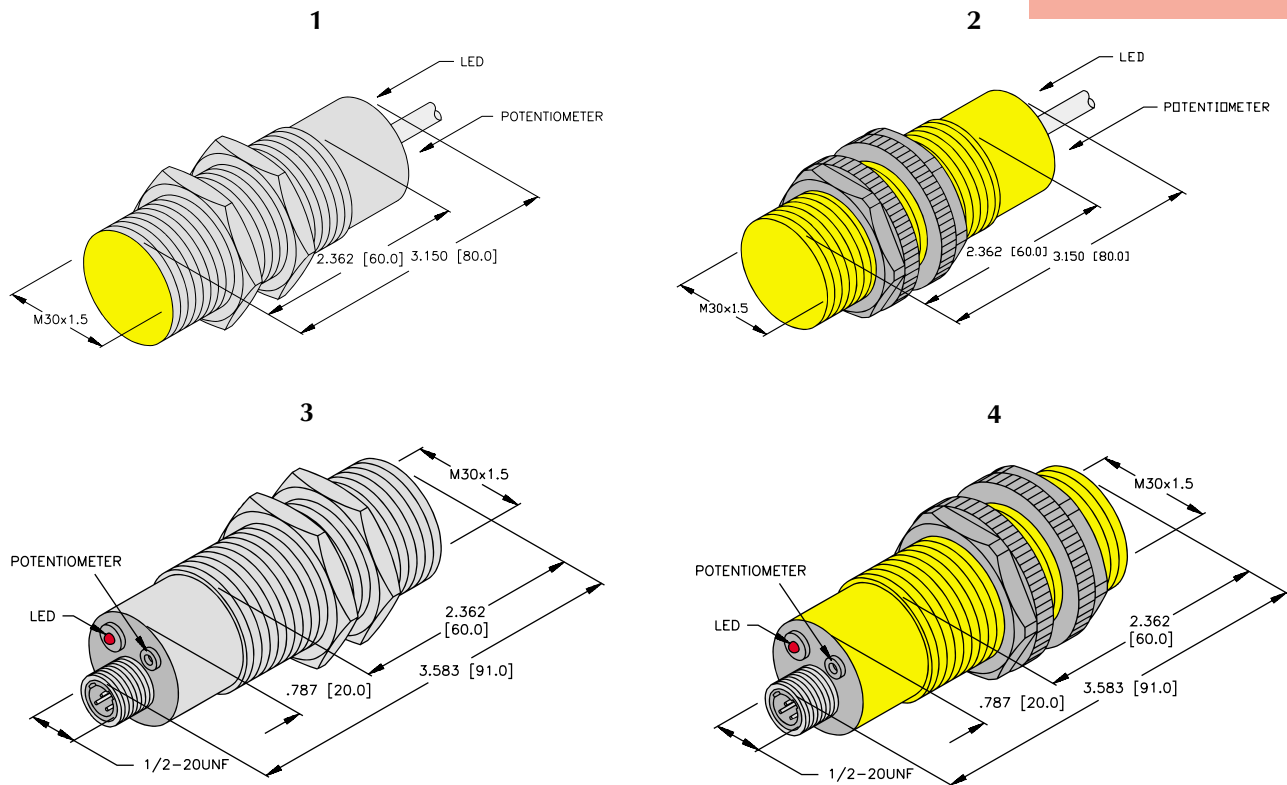 1
LED
POTENTIOMETER
2.362 [60.0]
3.150 [80.0]
M30x1.5
2
LED
POTENTIOMETER
2.362 [60.0]
3.150 [80.0]
M30x1.5
3
M30x1.5
POTENTIOMETER
LED
2.362
[60.0]
3.583 [91.0]
.787 [20.0]
1/2-20UNF
4
M30x1.5
POTENTIOMETER
LED
2.362
[60.0]
3.583 [91.0]
.787 [20.0]
1/2-20UNF